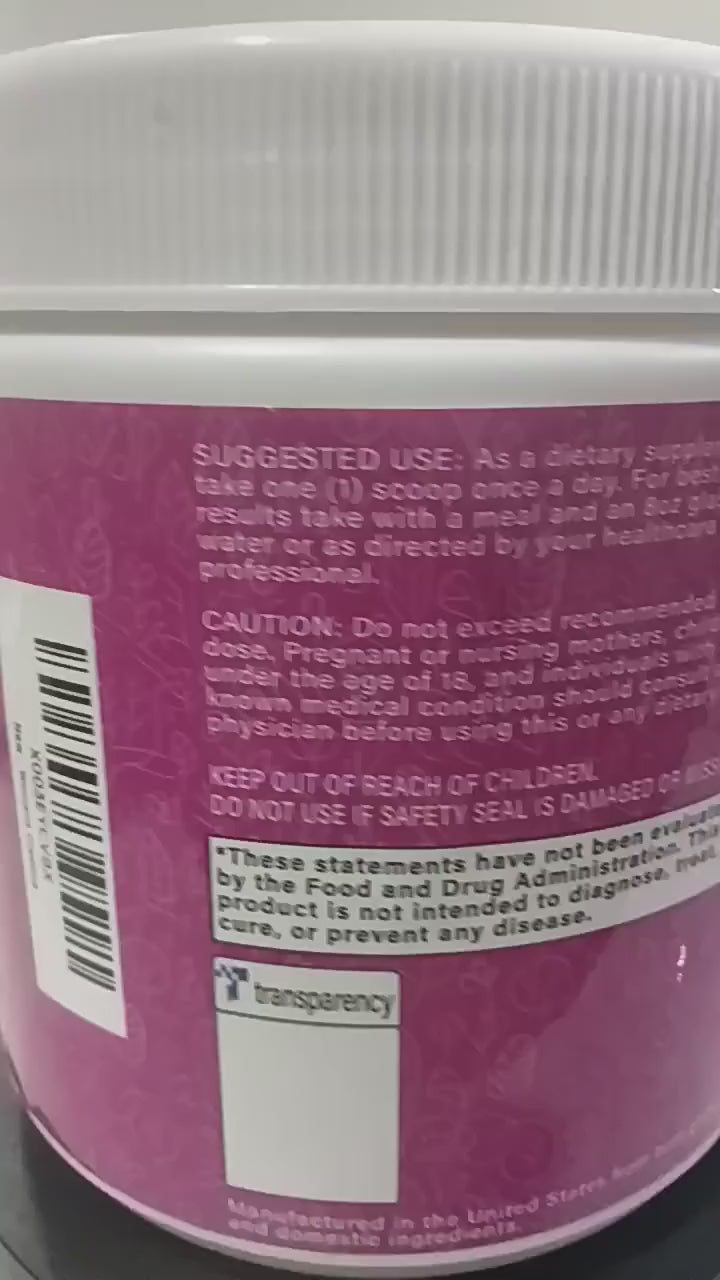 SUGGESTED USE: As a dietary
take one (1) scoop once a day. For best
results take with a meal and an 8oz
water or as directed by your healthcare
professional.
CAUTION: Do not exceed recommended
dose. Pregnant or nursing mothers,
under the age of 18, and individuals with
known medical condition should consult
physician before using this or any dietary
KEEP OUT OF REACH OF CHILDREN.
DO NOT USE IF SAFETY SEAL IS DAMAGED OR
*These statements have not been
by the Food and Drug Administration. This
product is not intended to diagnose, treat,
cure, or prevent any disease.
transparency
Manufactured in the United States from
and domestic ingredients.